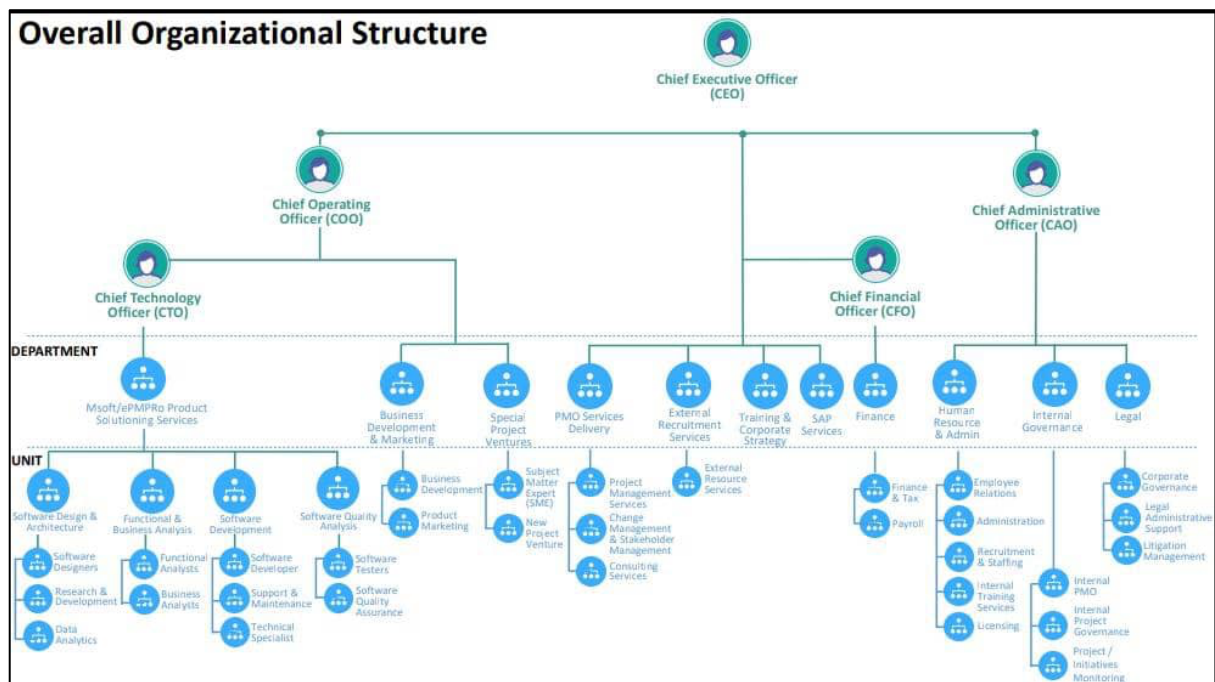 Overall Organizational Structure
Chief Executive Officer
(CEO)
Chief Operating
Officer (COO)
Chief Administrative
Officer (CAO)
Chief Technology
Officer (CTO)
Chief Financial
Officer (CFO)
DEPARTMENT
Msoft/ePMPRo Product
Solutioning Services
Business
Development
& Marketing
Special
Project
Ventures
PMO Services
Delivery
External
Recruitment
Services
Training &
Corporate
Strategy
SAP
Services
Finance
Human
Resource
& Admin
Internal
Governance
Legal
UNIT
Software Design &
Architecture
Functional &
Business Analysis
Software
Development
Software Quality
Analysis
Software
Designers
Research &
Development
Data
Analytics
Functional
Analysts
Business
Analysts
Software
Developer
Support &
Maintenance
Technical
Specialist
Software
Testers
Software
Quality
Assurance
Business
Development
Product
Marketing
Subject
Matter
Expert
(SME)
New
Project
Venture
Project
Management
Services
Change
Management
& Stakeholder
Management
Consulting
Services
External
Resource
Services
Finance
& Tax
Payroll
Employee
Relations
Administration
Recruitment
& Staffing
Internal
Training
Services
Licensing
Internal
PMO
Internal
Project
Governance
Project /
Initiatives
Monitoring
Corporate
Governance
Legal
Administrative
Support
Litigation
Management